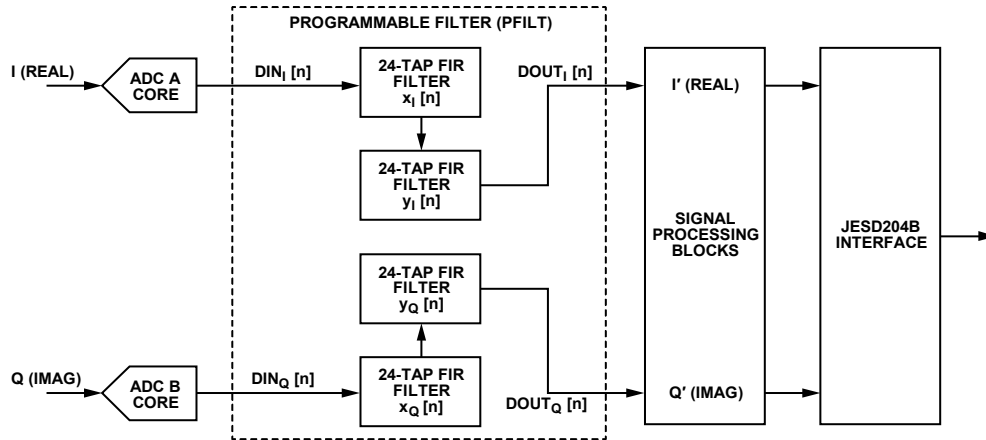 PROGRAMMABLE FILTER (PFILT)
I (REAL)
ADC A
CORE
DINI [n]
24-TAP FIR
FILTER
xI [n]
DOUTI [n]
I′ (REAL)
24-TAP FIR
FILTER
yI [n]
SIGNAL
PROCESSING
BLOCKS
JESD204B
INTERFACE
24-TAP FIR
FILTER
yQ [n]
Q (IMAG)
ADC B
CORE
DINQ [n]
24-TAP FIR
FILTER
xQ [n]
DOUTQ [n]
Q′ (IMAG)